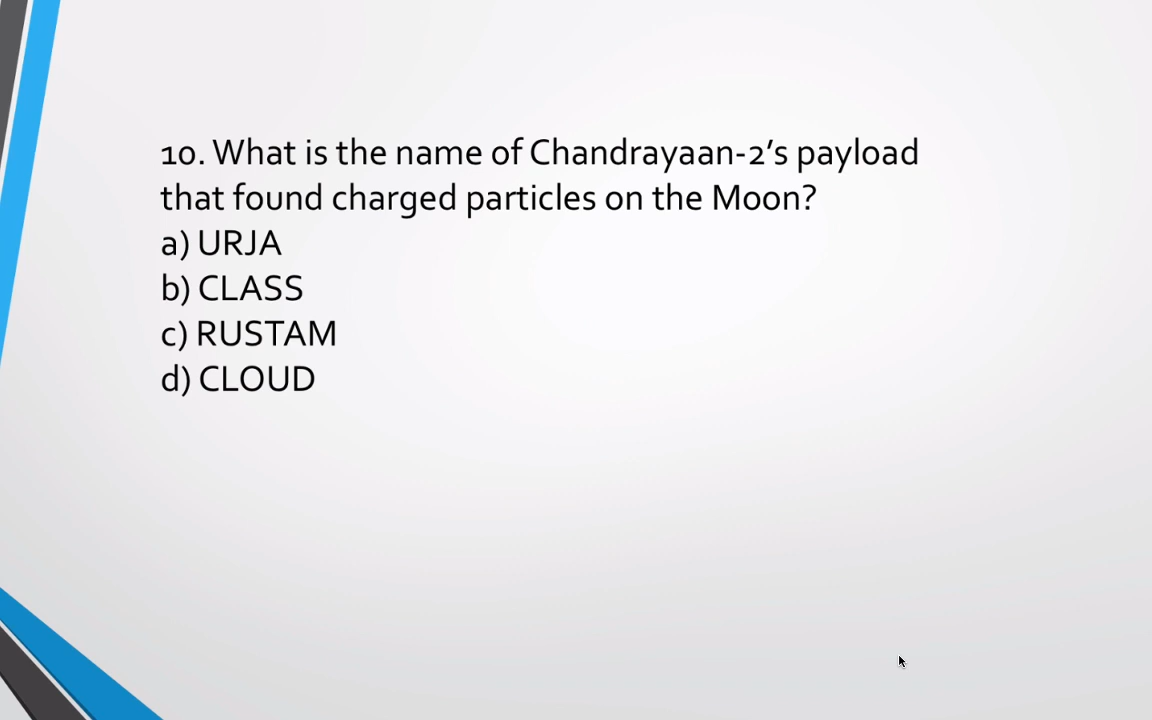 10. What is the name of Chandrayaan-2’s payload
that found charged particles on the Moon?
a) URJA
b) CLASS
c) RUSTAM
d) CLOUD